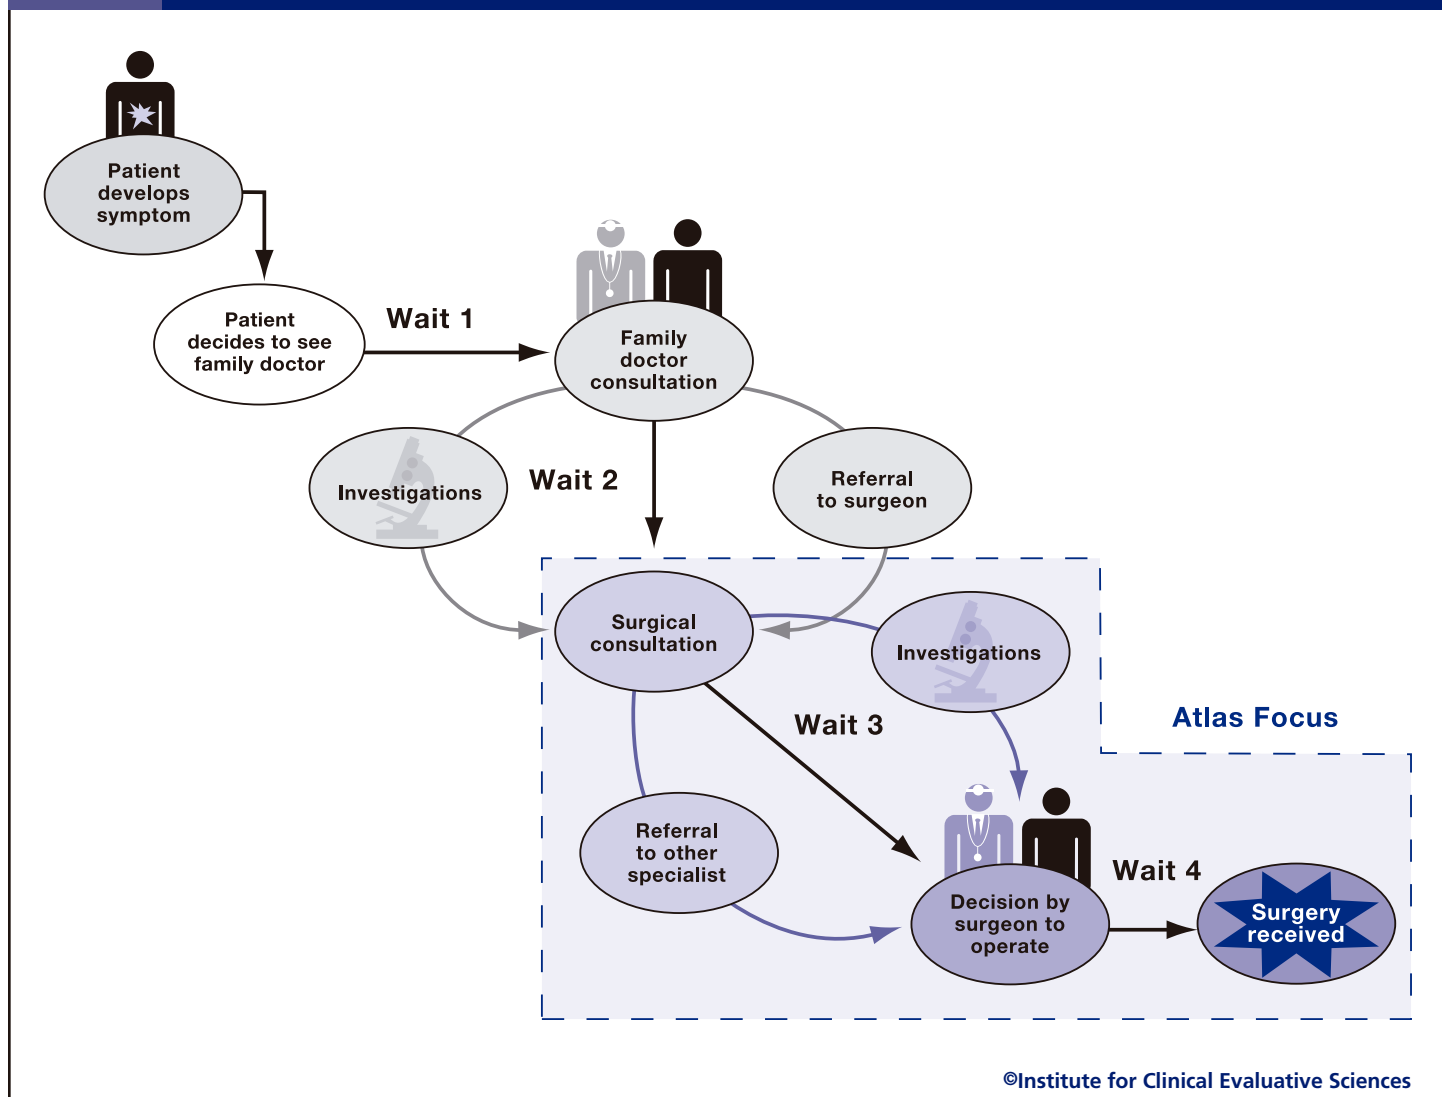 Patient
develops
symptom
Patient
decides to see
family doctor
Wait 1
Family
doctor
consultation
Investigations
Wait 2
Referral
to surgeon
Surgical
consultation
Investigations
Wait 3
Atlas Focus
Referral
to other
specialist
Decision by
surgeon to
operate
Wait 4
Surgery
received
©Institute for Clinical Evaluative Sciences